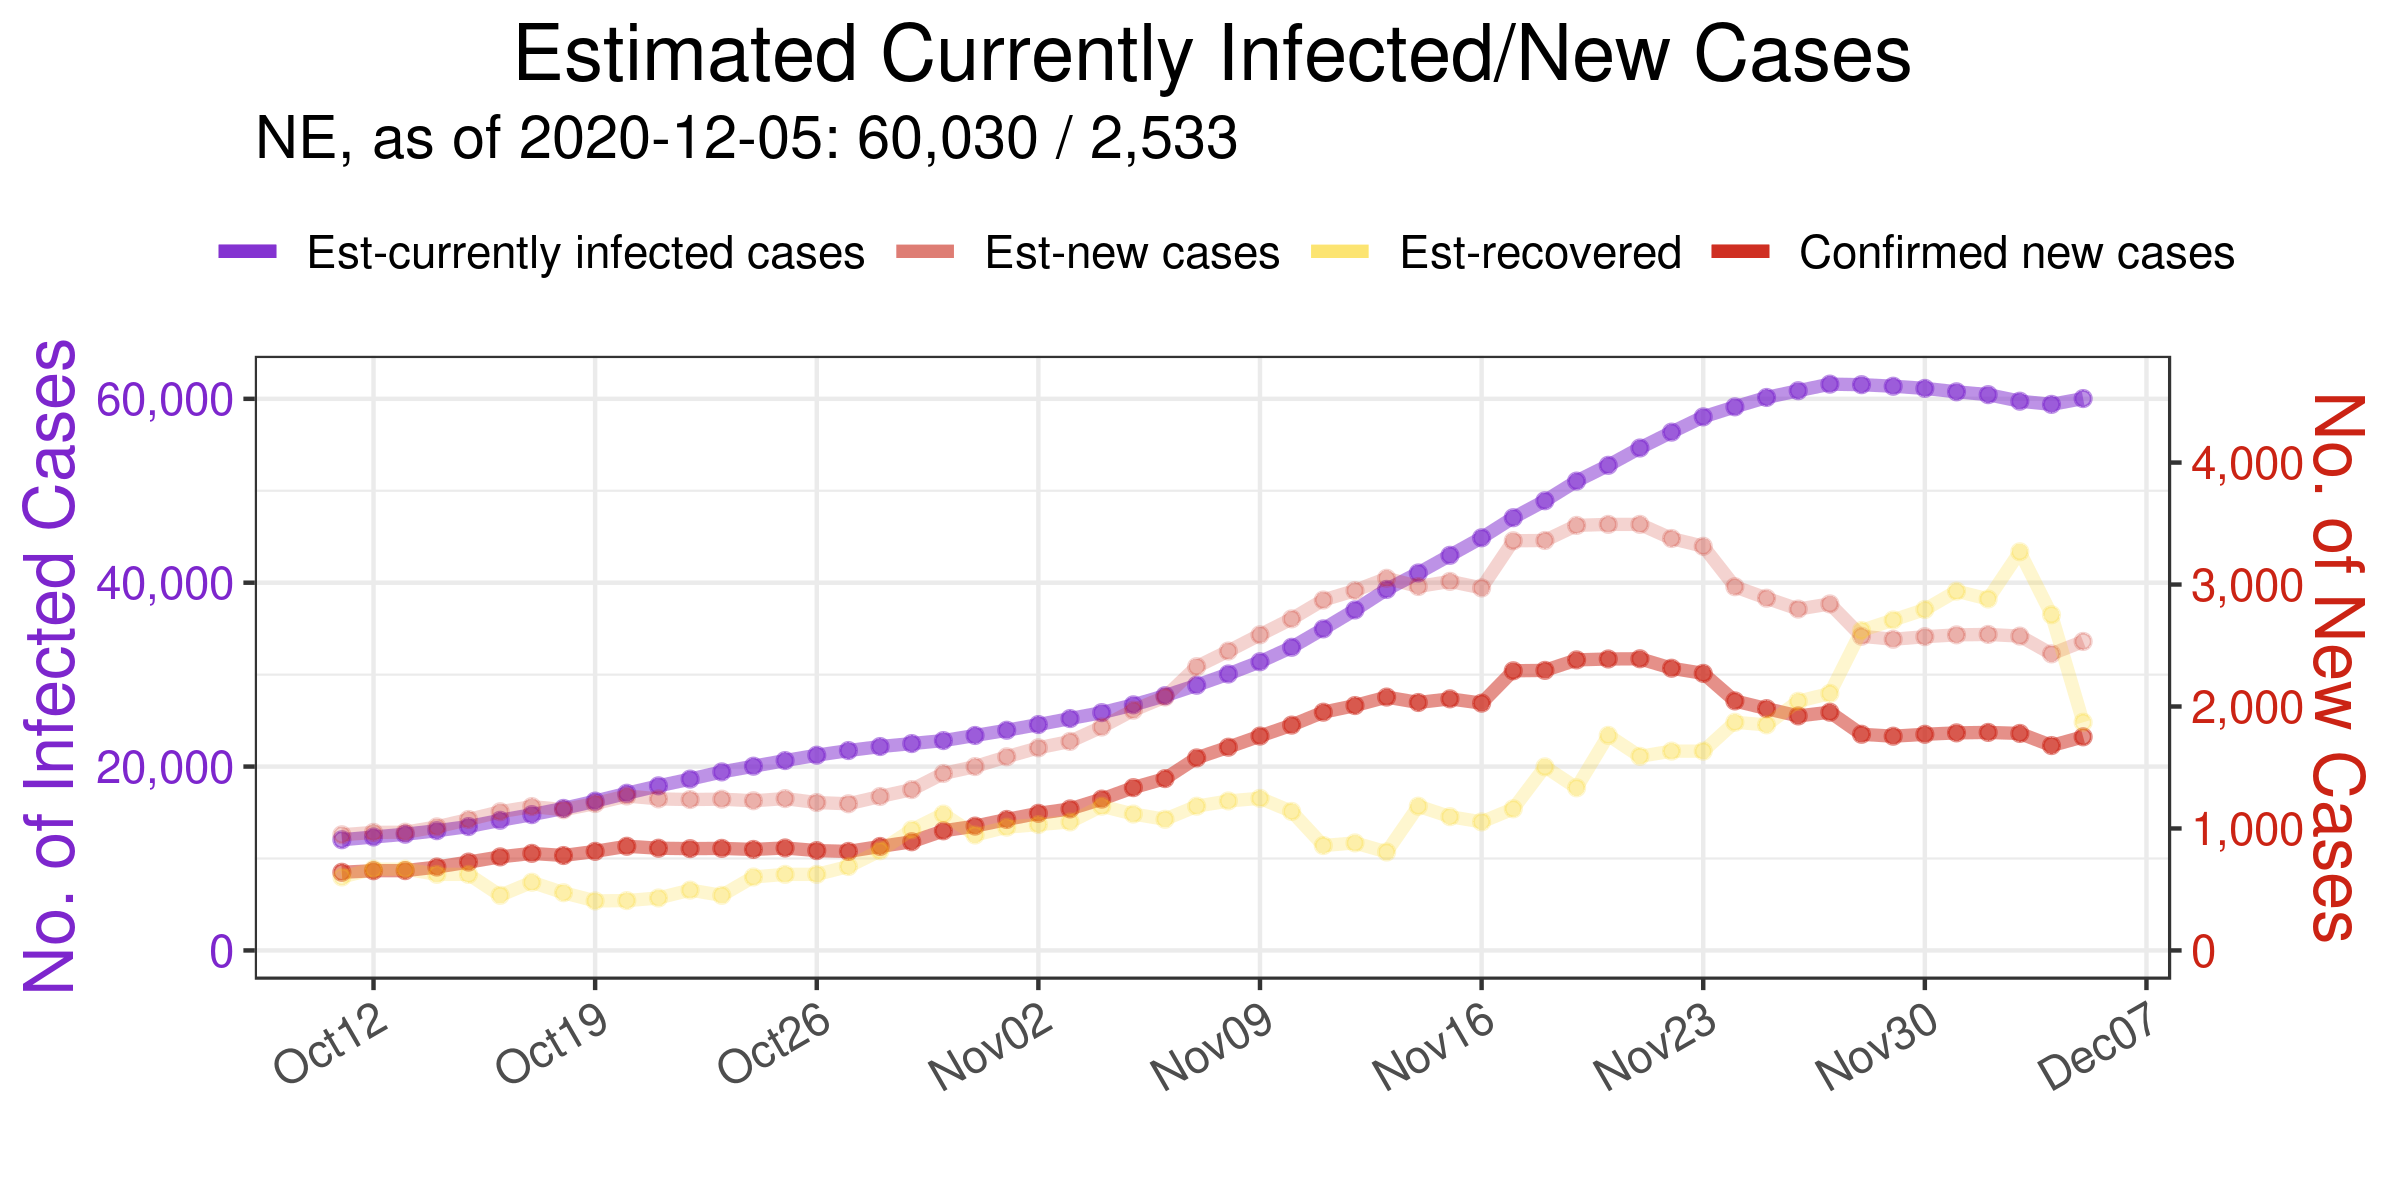 Estimated Currently Infected/New Cases
NE, as of 2020-12-05: 60,030 / 2,533
Est-currently infected cases Est-new cases Est-recovered Confirmed new cases
No. of Infected Cases
60,000
40,000
20,000
0
4,000
3,000
2,000
1,000
0
No. of New Cases
Oct12 Oct19 Oct26 Nov02 Nov09 Nov16 Nov23 Nov30 Dec07